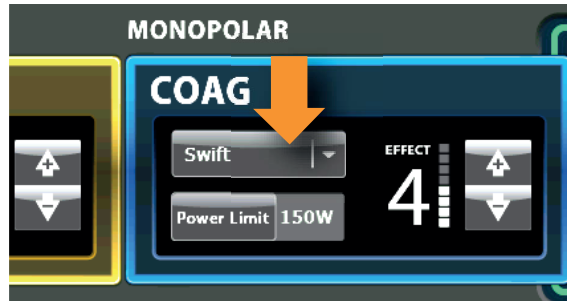 MONOPOLAR
COAG
Swift
EFFECT
4
Power Limit 150W